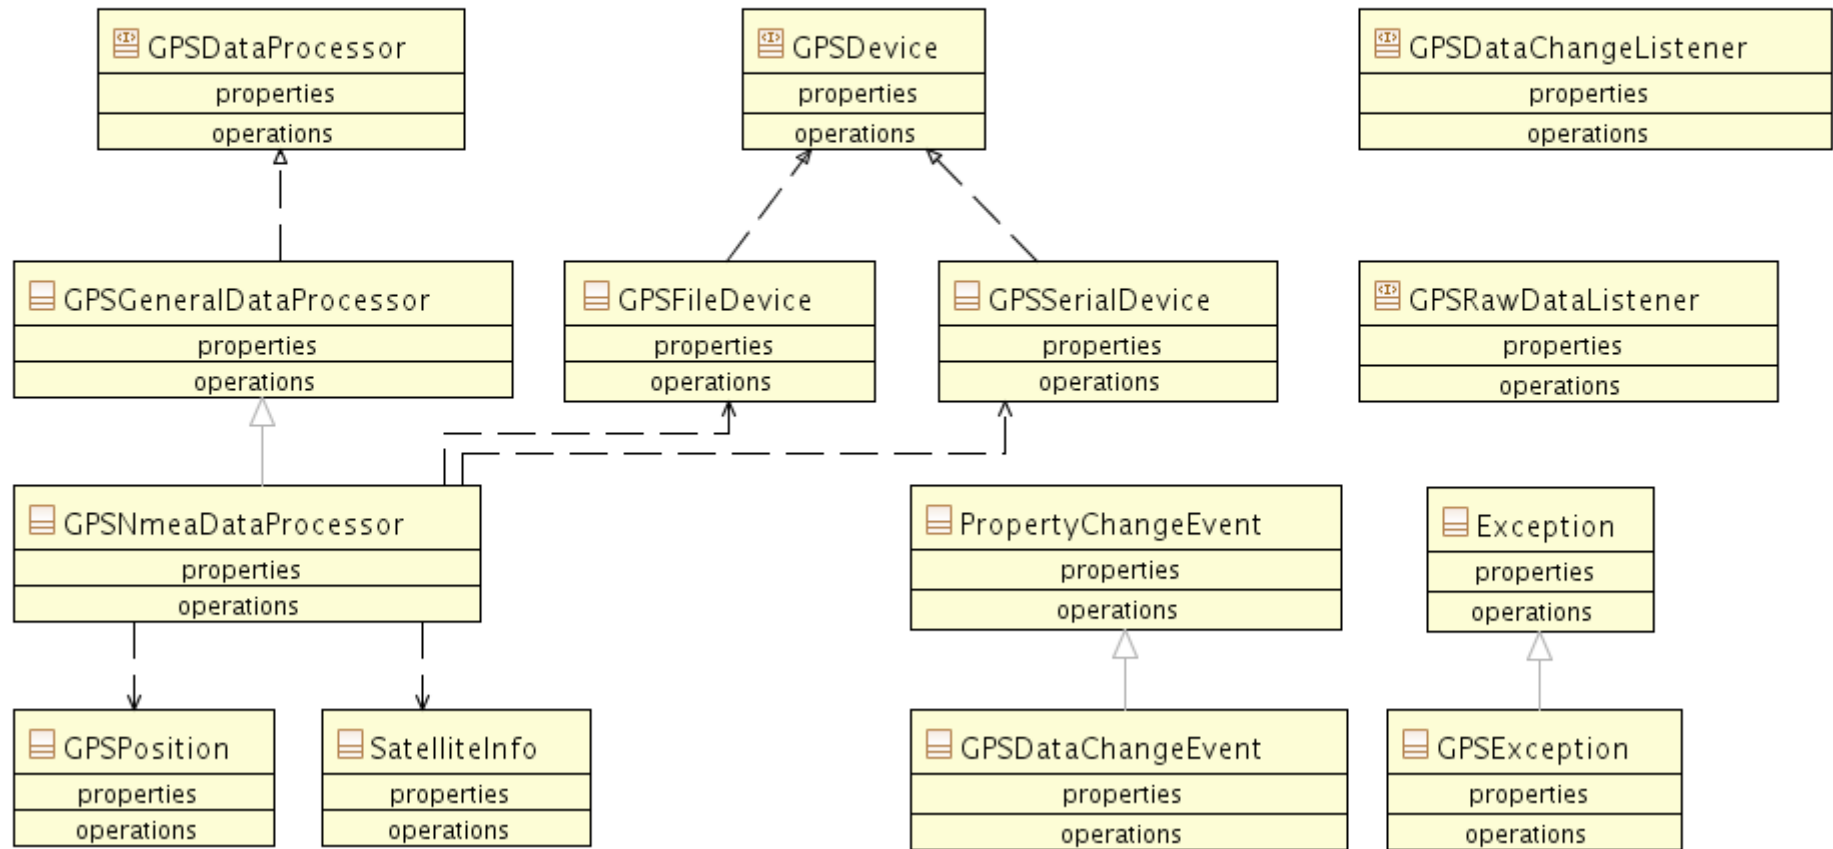 GPSDataProcessor
properties
operations
GPSDevice
properties
operations
GPSDataChangeListener
properties
operations
GPSGeneralDataProcessor
properties
operations
GPSFileDevice
properties
operations
GPSSerialDevice
properties
operations
GPSRawDataListener
properties
operations
GPSNmeaDataProcessor
properties
operations
PropertyChangeEvent
properties
operations
Exception
properties
operations
GPSPosition
properties
operations
SatelliteInfo
properties
operations
GPSDataChangeEvent
properties
operations
GPSException
properties
operations